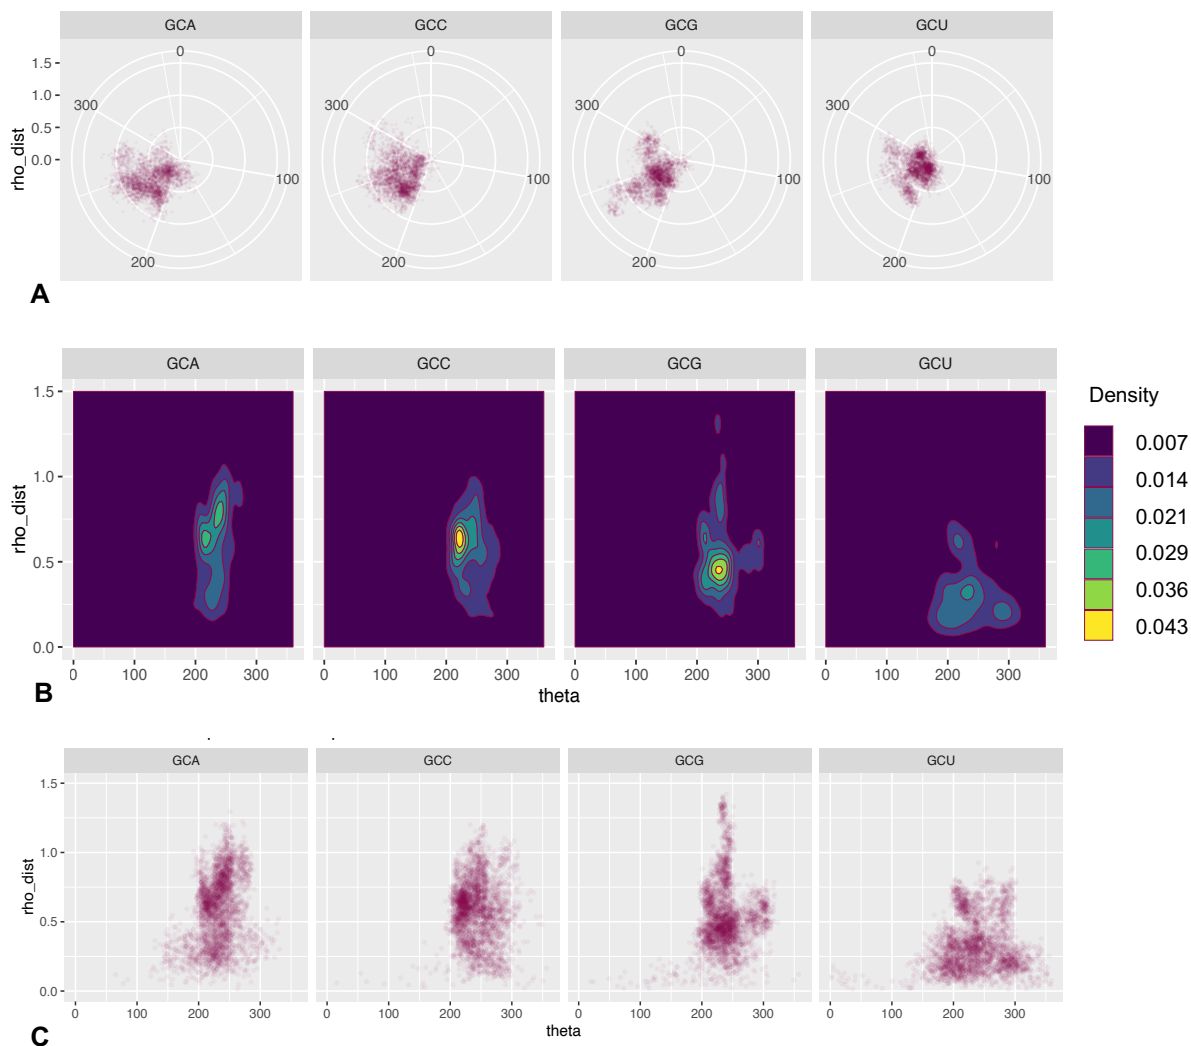 GCA GCC GCG GCU
0 0 0 0
1.5
1.0
0.5
0.0
300 300 300 300
100 100 100 100
200 200 200 200
rho_dist
A
GCA GCC GCG GCU
1.5
1.0
0.5
0.0
rho_dist
0 100 200 300 0 100 200 300 0 100 200 300 0 100 200 300
theta
B
Density
0.007
0.014
0.021
0.029
0.036
0.043
GCA GCC GCG GCU
1.5
1.0
0.5
0.0
rho_dist
0 100 200 300 0 100 200 300 0 100 200 300 0 100 200 300
theta
C